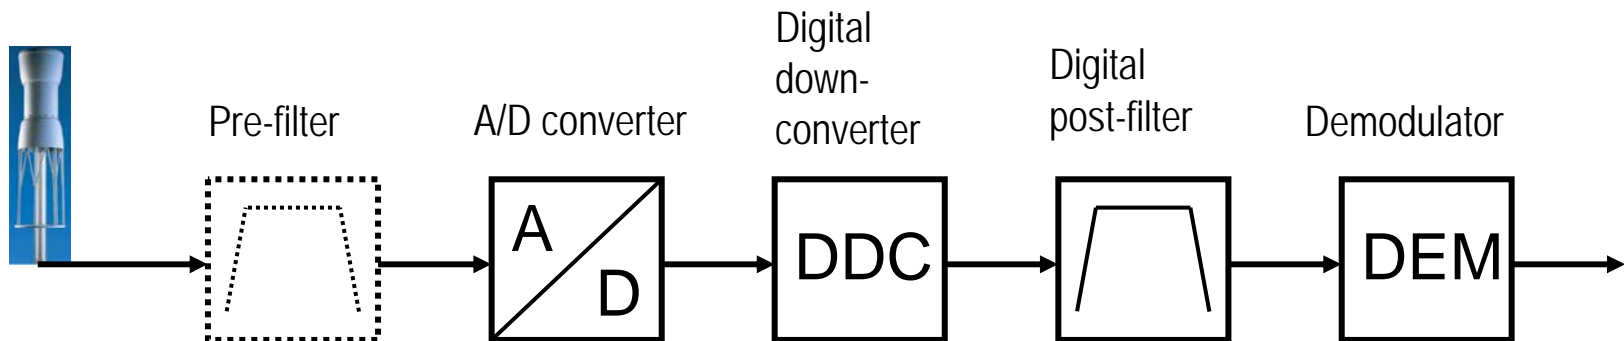 Pre-filter
A/D converter
Digital
down-
converter
Digital
post-filter
Demodulator
A
D
DDC
DEM